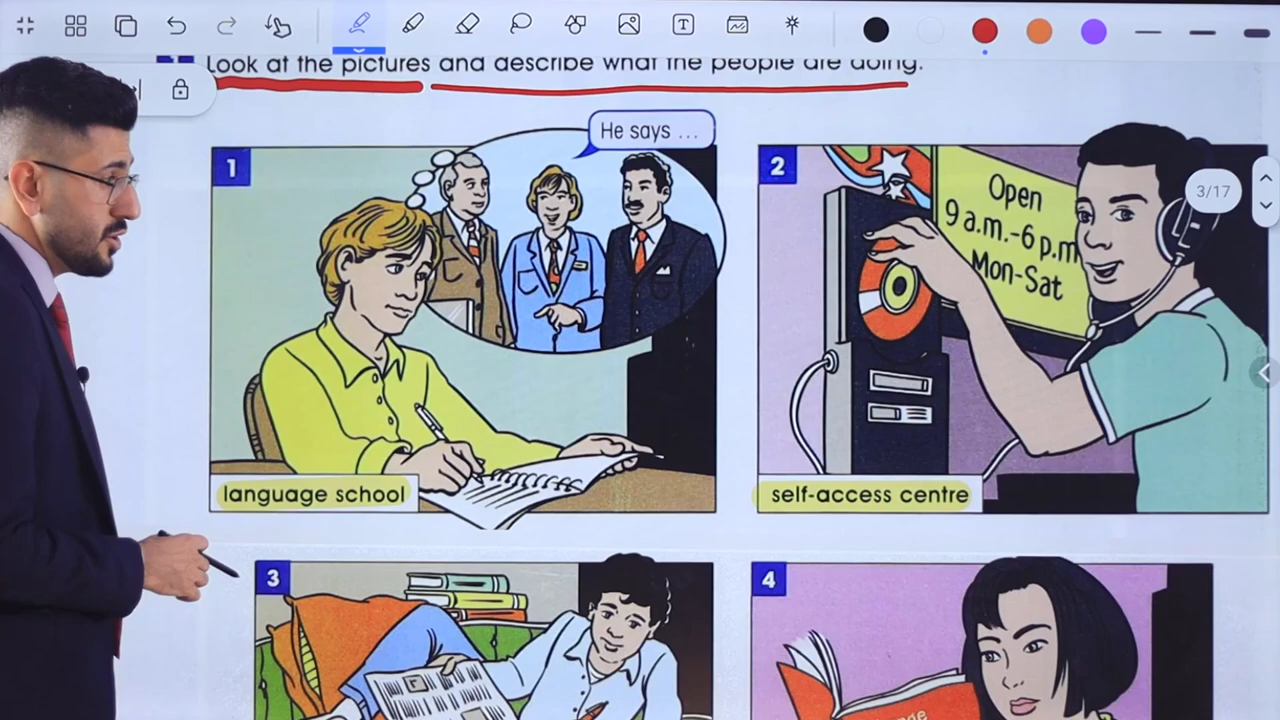 Look at the pictures and describe what the people are doing.
3/17
1
He says ...
2
Open
9 a.m.-6 p.m
Mon-Sat
language school
self-access centre
3
4